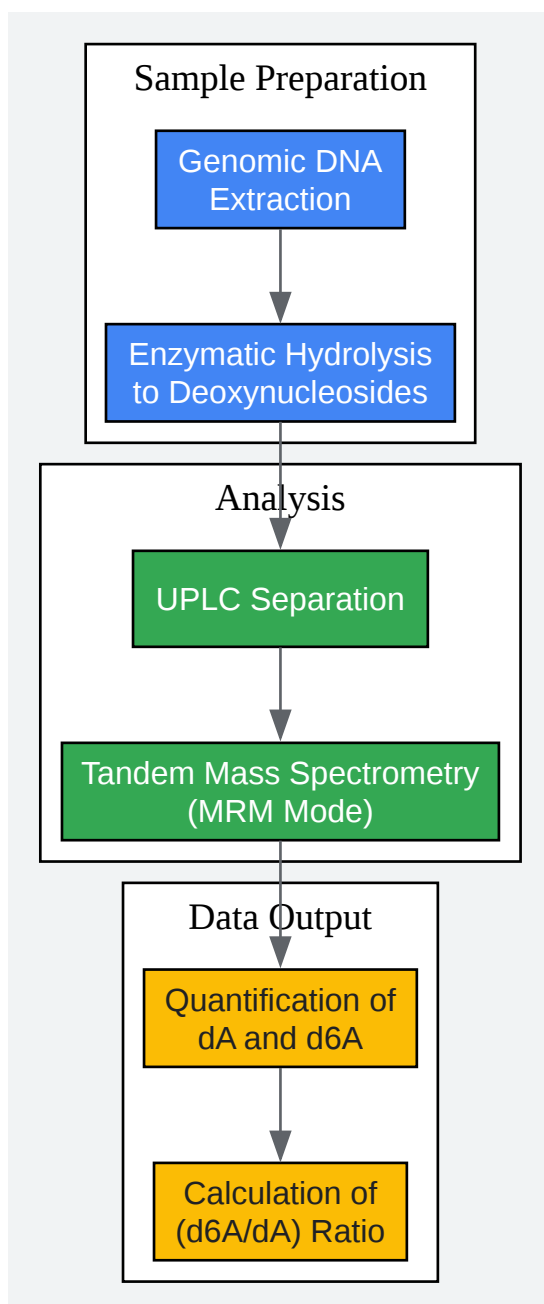 Sample Preparation
Genomic DNA
Extraction
Enzymatic Hydrolysis
to Deoxynucleosides
Analysis
UPLC Separation
Tandem Mass Spectrometry
(MRM Mode)
Data Output
Quantification of
dA and d6A
Calculation of
(d6A/dA) Ratio